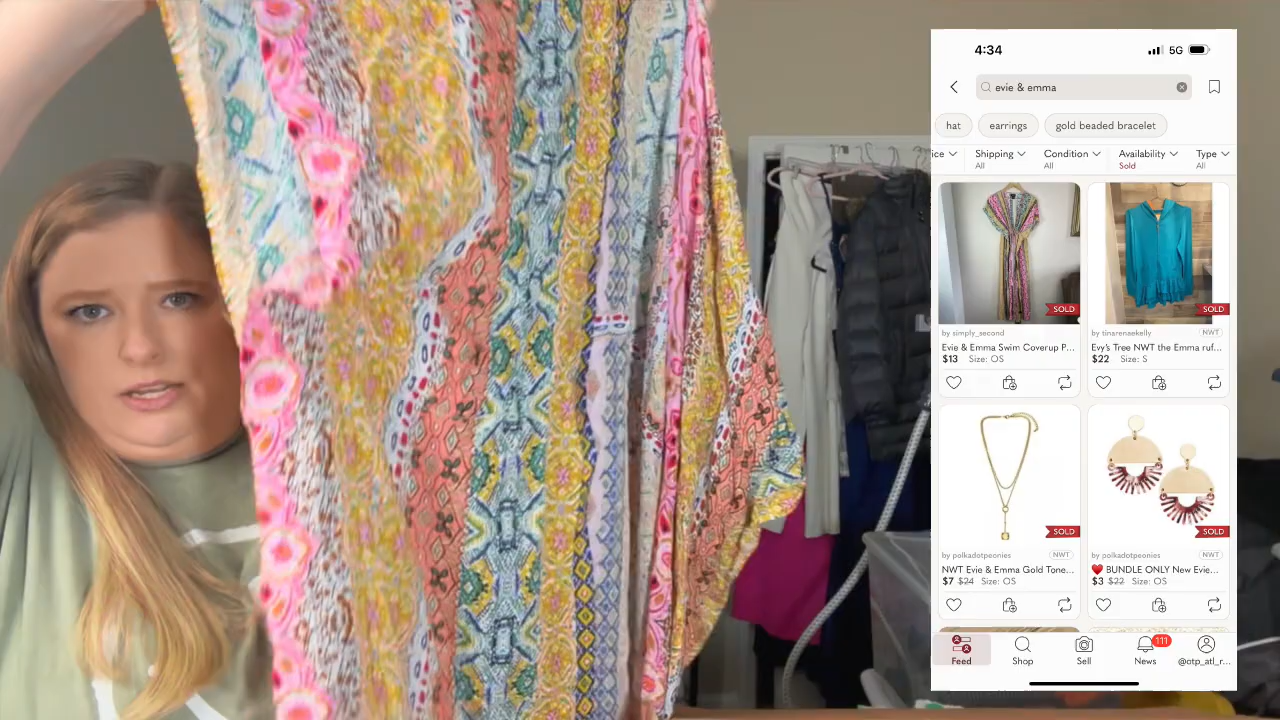 4:34
5G
evie & emma
hat
earrings
gold beaded bracelet
ice
Shipping
Condition
Availability
Type
All
All
Sold
All
SOLD
SOLD
by simply_second
by tinarenaekelly
NWT
Evie & Emma Swim Coverup P...
Evy's Tree NWT the Emma ruf...
$13 Size: OS
$22 Size: S
SOLD
SOLD
by polkadotpeonies
NWT
by polkadotpeonies
NWT
NWT Evie & Emma Gold Tone...
❤️ BUNDLE ONLY New Evie...
$7 $24 Size: OS
$3 $22 Size: OS
111
Feed
Shop
Sell
News
@otp_atl_r...